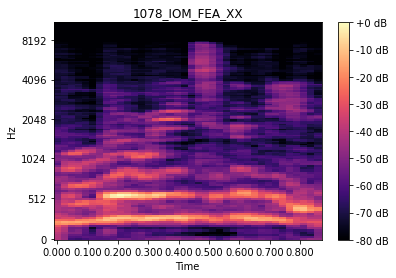 1078_IOM_FEA_XX
8192
4096
2048
1024
512
0
Hz
0.000 0.100 0.200 0.300 0.400 0.500 0.600 0.700 0.800
Time
+0 dB
-10 dB
-20 dB
-30 dB
-40 dB
-50 dB
-60 dB
-70 dB
-80 dB